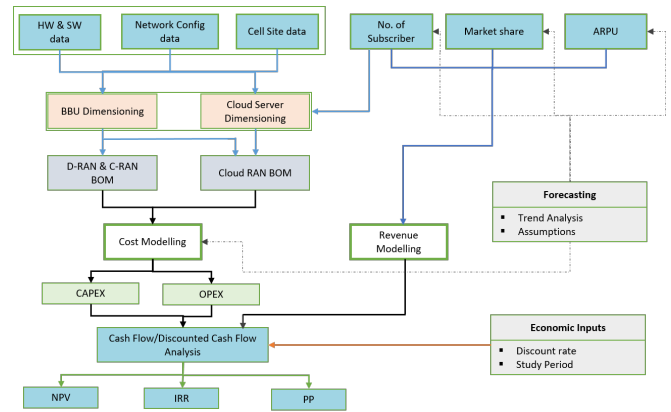 HW & SW
data
Network Config
data
Cell Site data
No. of
Subscriber
Market share
ARPU
BBU Dimensioning
Cloud Server
Dimensioning
D-RAN & C-RAN
BOM
Cloud RAN BOM
Forecasting
▪ Trend Analysis
▪ Assumptions
Cost Modelling
Revenue
Modelling
CAPEX
OPEX
Cash Flow/Discounted Cash Flow
Analysis
Economic Inputs
▪ Discount rate
▪ Study Period
NPV
IRR
PP